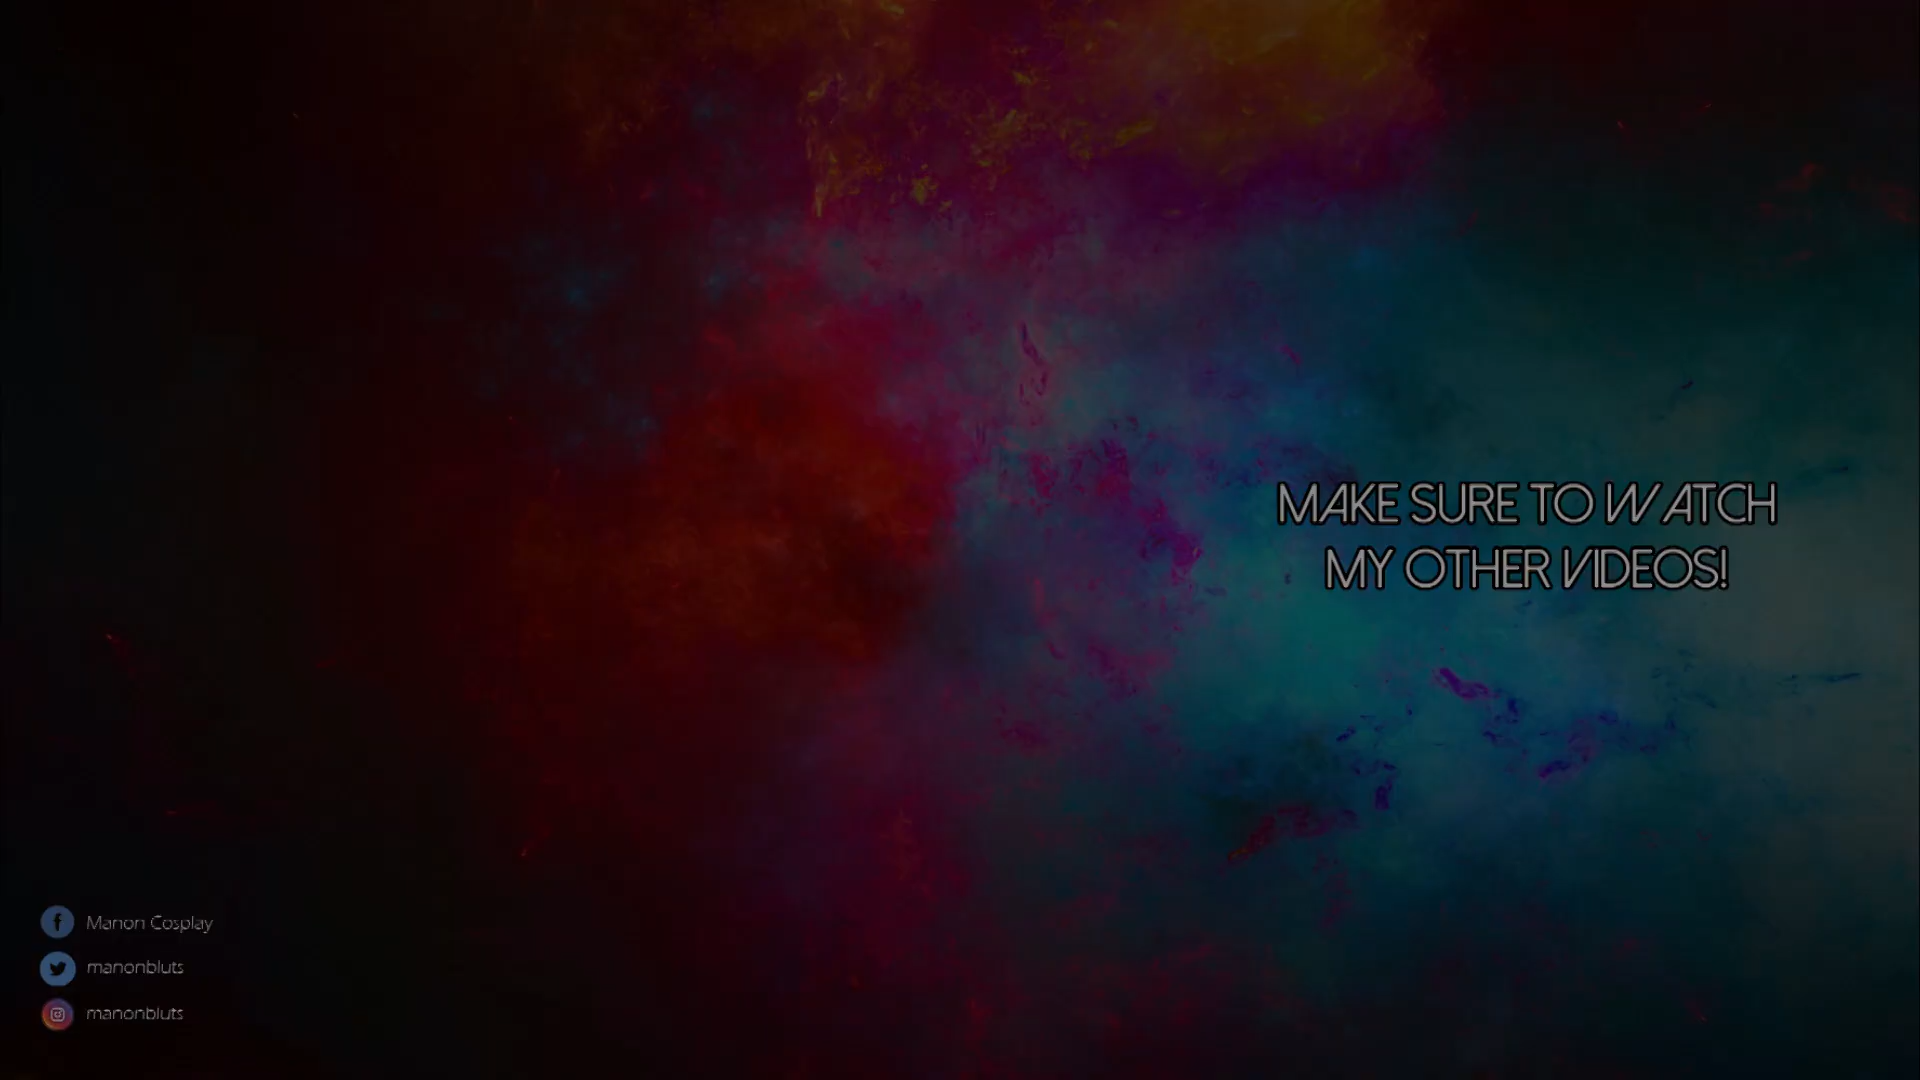 MAKE SURE TO WATCH
MY OTHER VIDEOS!
Manon Cosplay
manonbluts
manonbluts